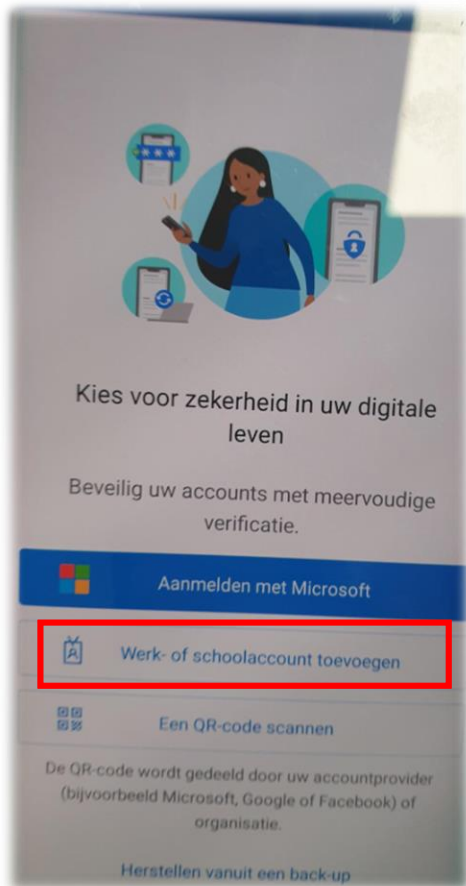 Kies voor zekerheid in uw digitale
leven
Beveilig uw accounts met meervoudige
verificatie.
Aanmelden met Microsoft
Werk- of schoolaccount toevoegen
Een QR-code scannen
De QR-code wordt gedeeld door uw accountprovider
(bijvoorbeeld Microsoft, Google of Facebook) of
organisatie.
Herstellen vanuit een back-up